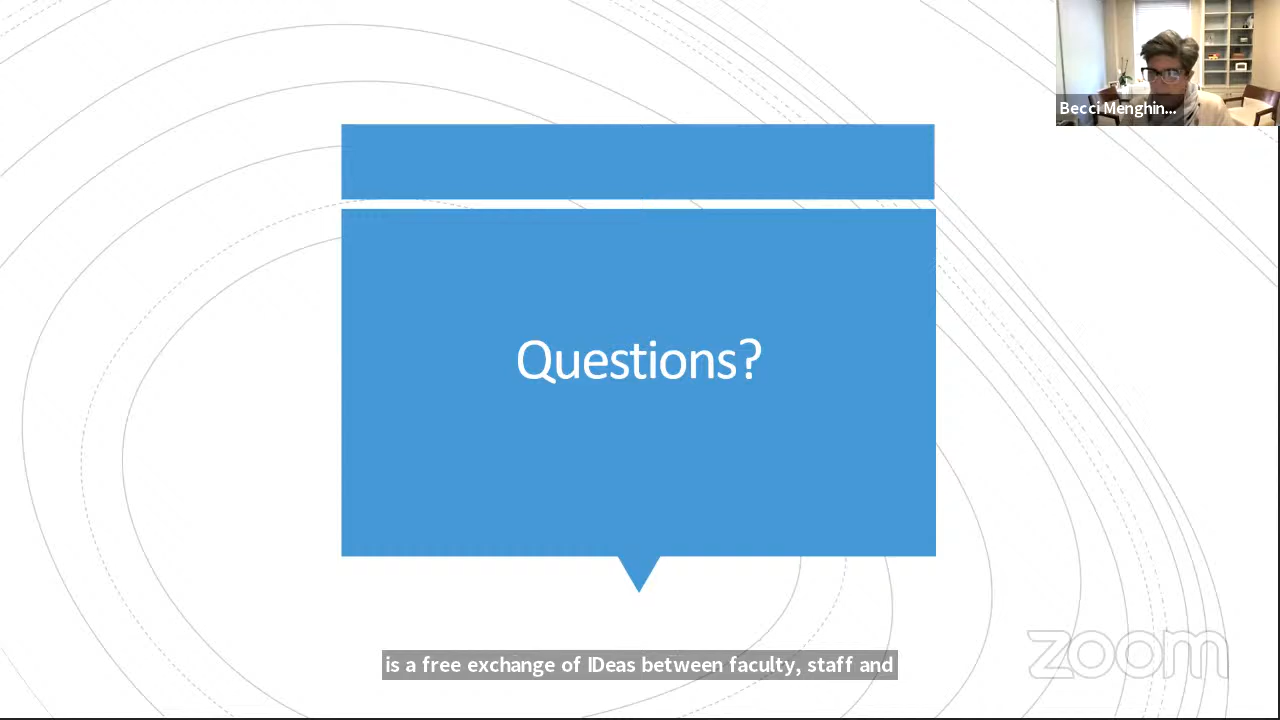 Becci Menghin...
Questions?
is a free exchange of IDeas between faculty, staff and
zoom